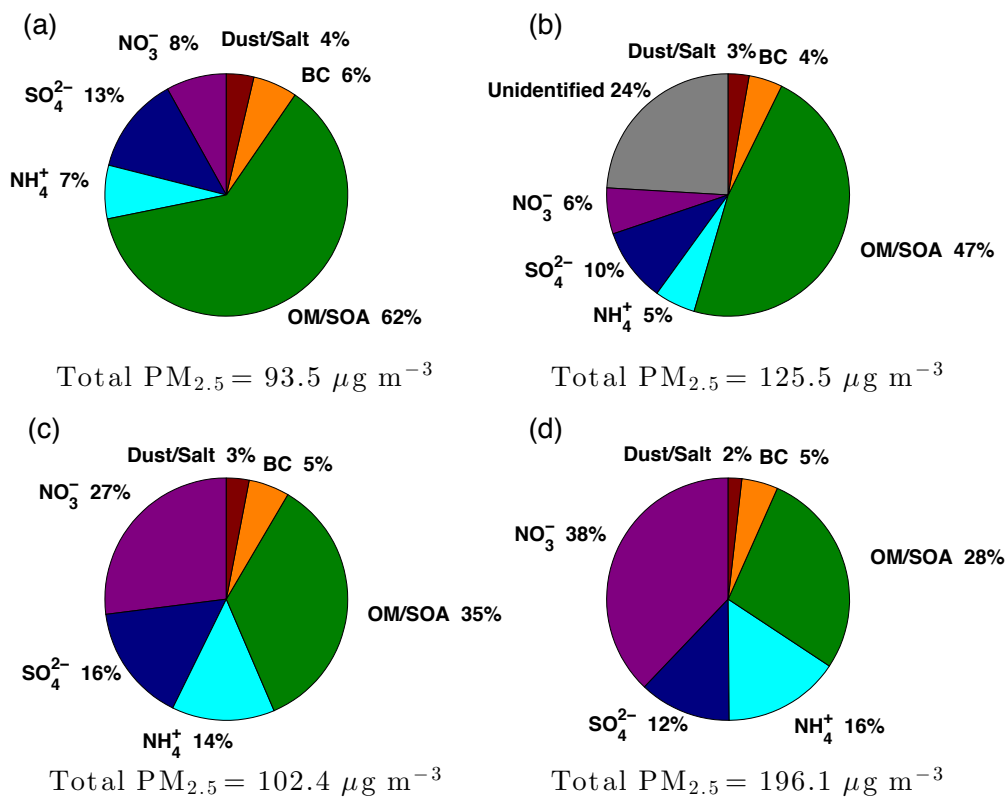 (a)
NO₃⁻ 8%
Dust/Salt 4%
BC 6%
SO₄²⁻ 13%
NH₄⁺ 7%
OM/SOA 62%
Total PM₂.₅ = 93.5 µg m⁻³
(b)
Dust/Salt 3%
BC 4%
Unidentified 24%
NO₃⁻ 6%
OM/SOA 47%
SO₄²⁻ 10%
NH₄⁺ 5%
Total PM₂.₅ = 125.5 µg m⁻³
(c)
Dust/Salt 3%
BC 5%
NO₃⁻ 27%
OM/SOA 35%
SO₄²⁻ 16%
NH₄⁺ 14%
Total PM₂.₅ = 102.4 µg m⁻³
(d)
Dust/Salt 2%
BC 5%
NO₃⁻ 38%
OM/SOA 28%
SO₄²⁻ 12%
NH₄⁺ 16%
Total PM₂.₅ = 196.1 µg m⁻³